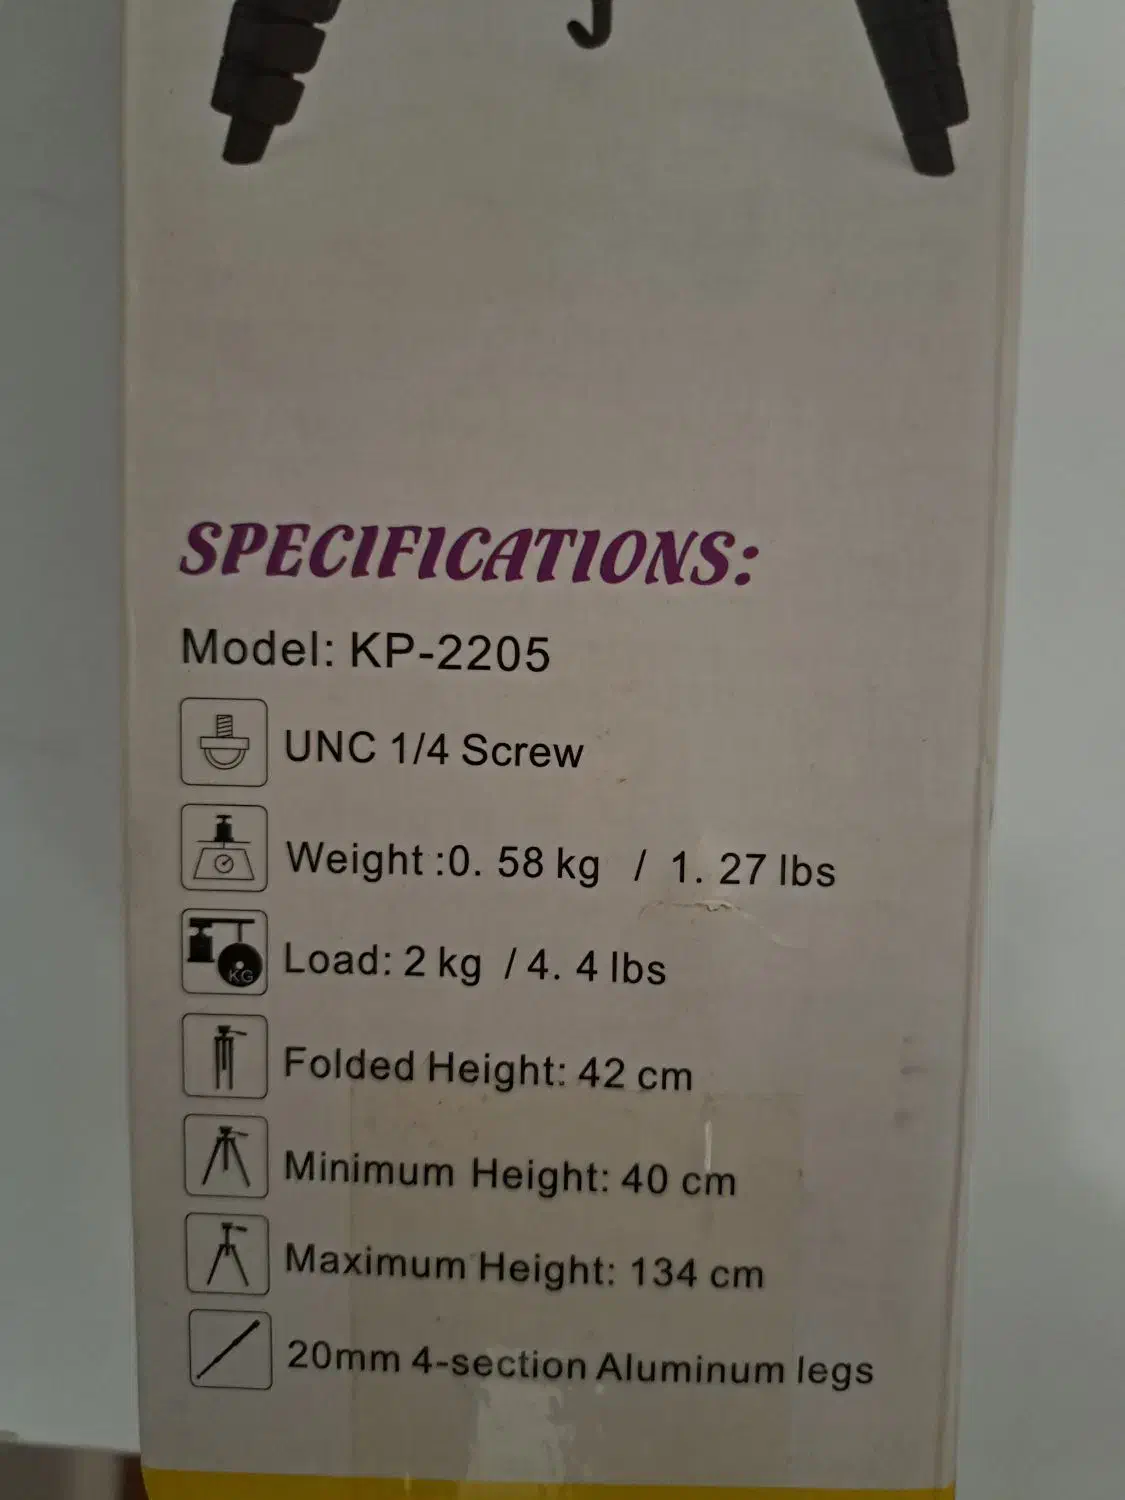 SPECIFICATIONS:
Model: KP-2205
UNC 1/4 Screw
Weight :0. 58 kg / 1. 27 lbs
KG
Load: 2 kg / 4. 4 lbs
Folded Height: 42 cm
Minimum Height: 40 cm
Maximum Height: 134 cm
20mm 4-section Aluminum legs